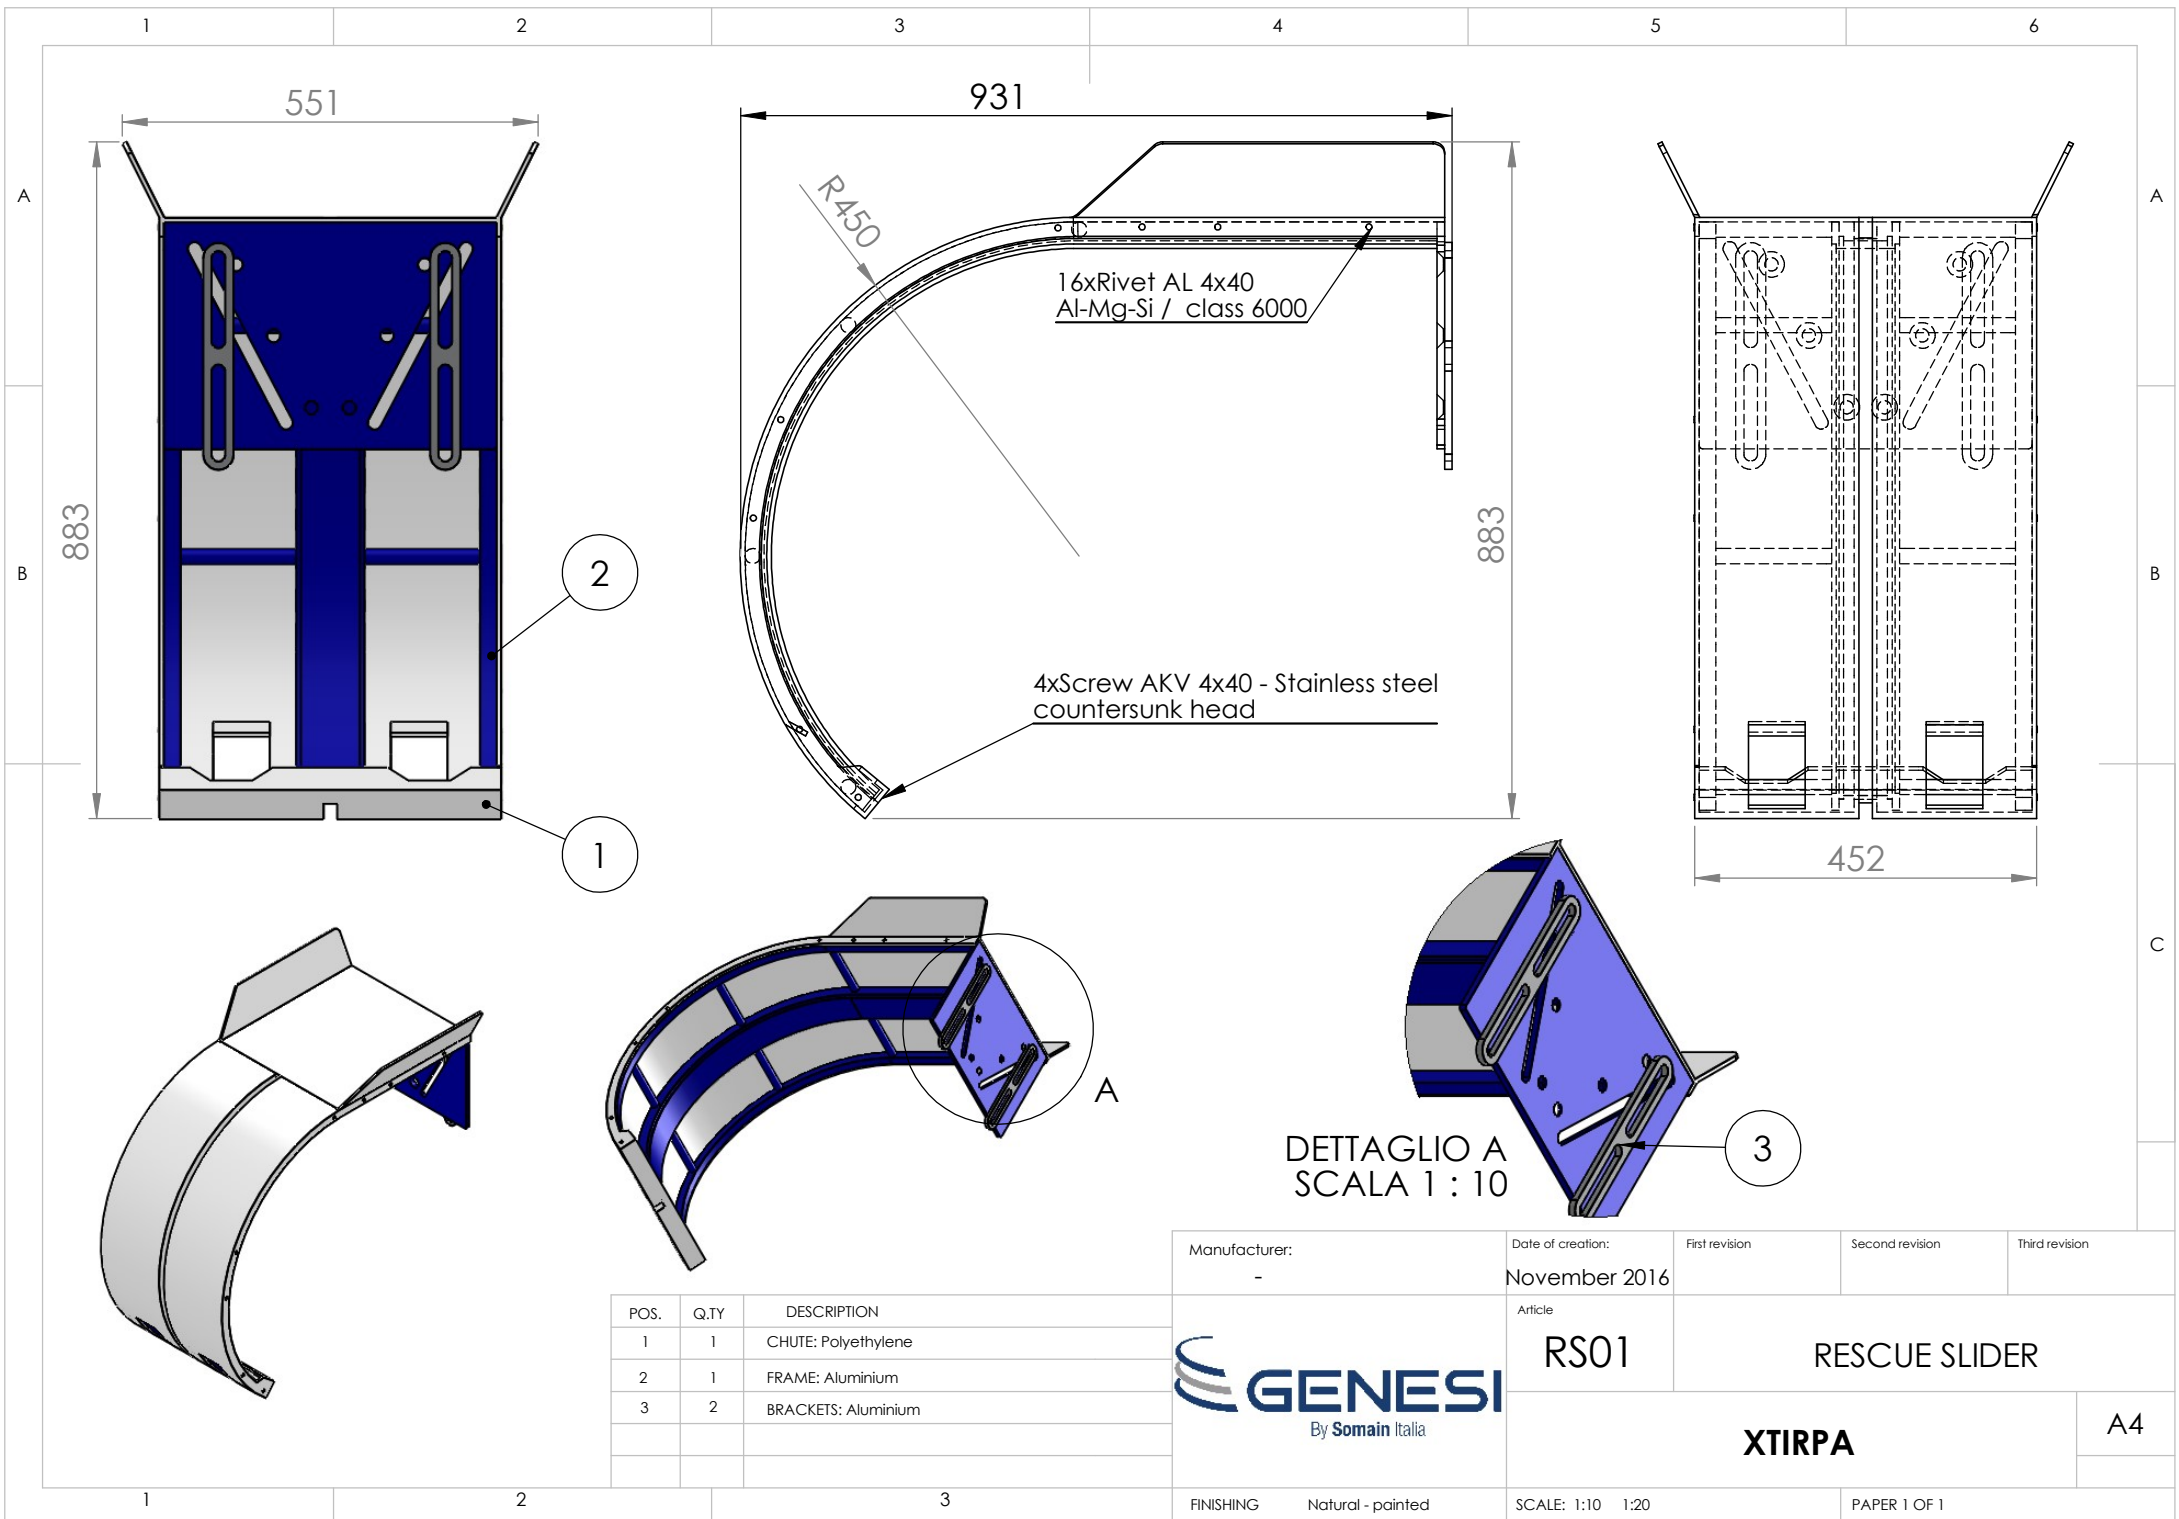 1 2 3 4 5 6
551
931
A
A
R450
16xRivet AL 4x40
Al-Mg-Si / class 6000
883
883
B
B
2
4xScrew AKV 4x40 - Stainless steel
countersunk head
1
452
C
A
DETTAGLIO A
SCALA 1 : 10
3
Manufacturer:
-
Date of creation:
November 2016
First revision
Second revision
Third revision
POS. Q.TY DESCRIPTION
1 1 CHUTE: Polyethylene
2 1 FRAME: Aluminium
3 2 BRACKETS: Aluminium
GENESI
By Somain Italia
Article
RS01
RESCUE SLIDER
XTIRPA
A4
1 2 3
FINISHING Natural - painted
SCALE: 1:10 1:20
PAPER 1 OF 1